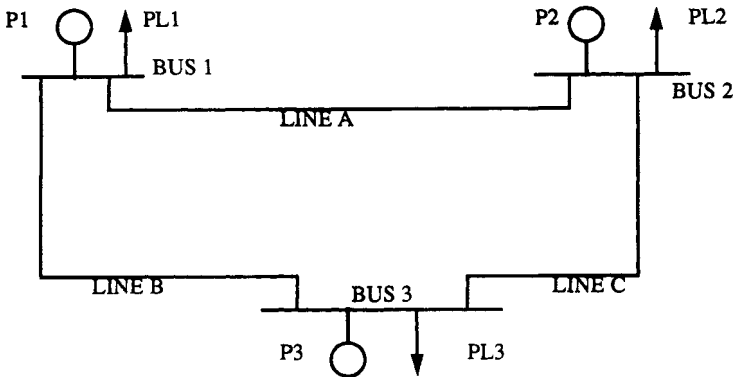 P1
PL1
P2
PL2
BUS 1
BUS 2
LINE A
LINE B
BUS 3
LINE C
P3
PL3